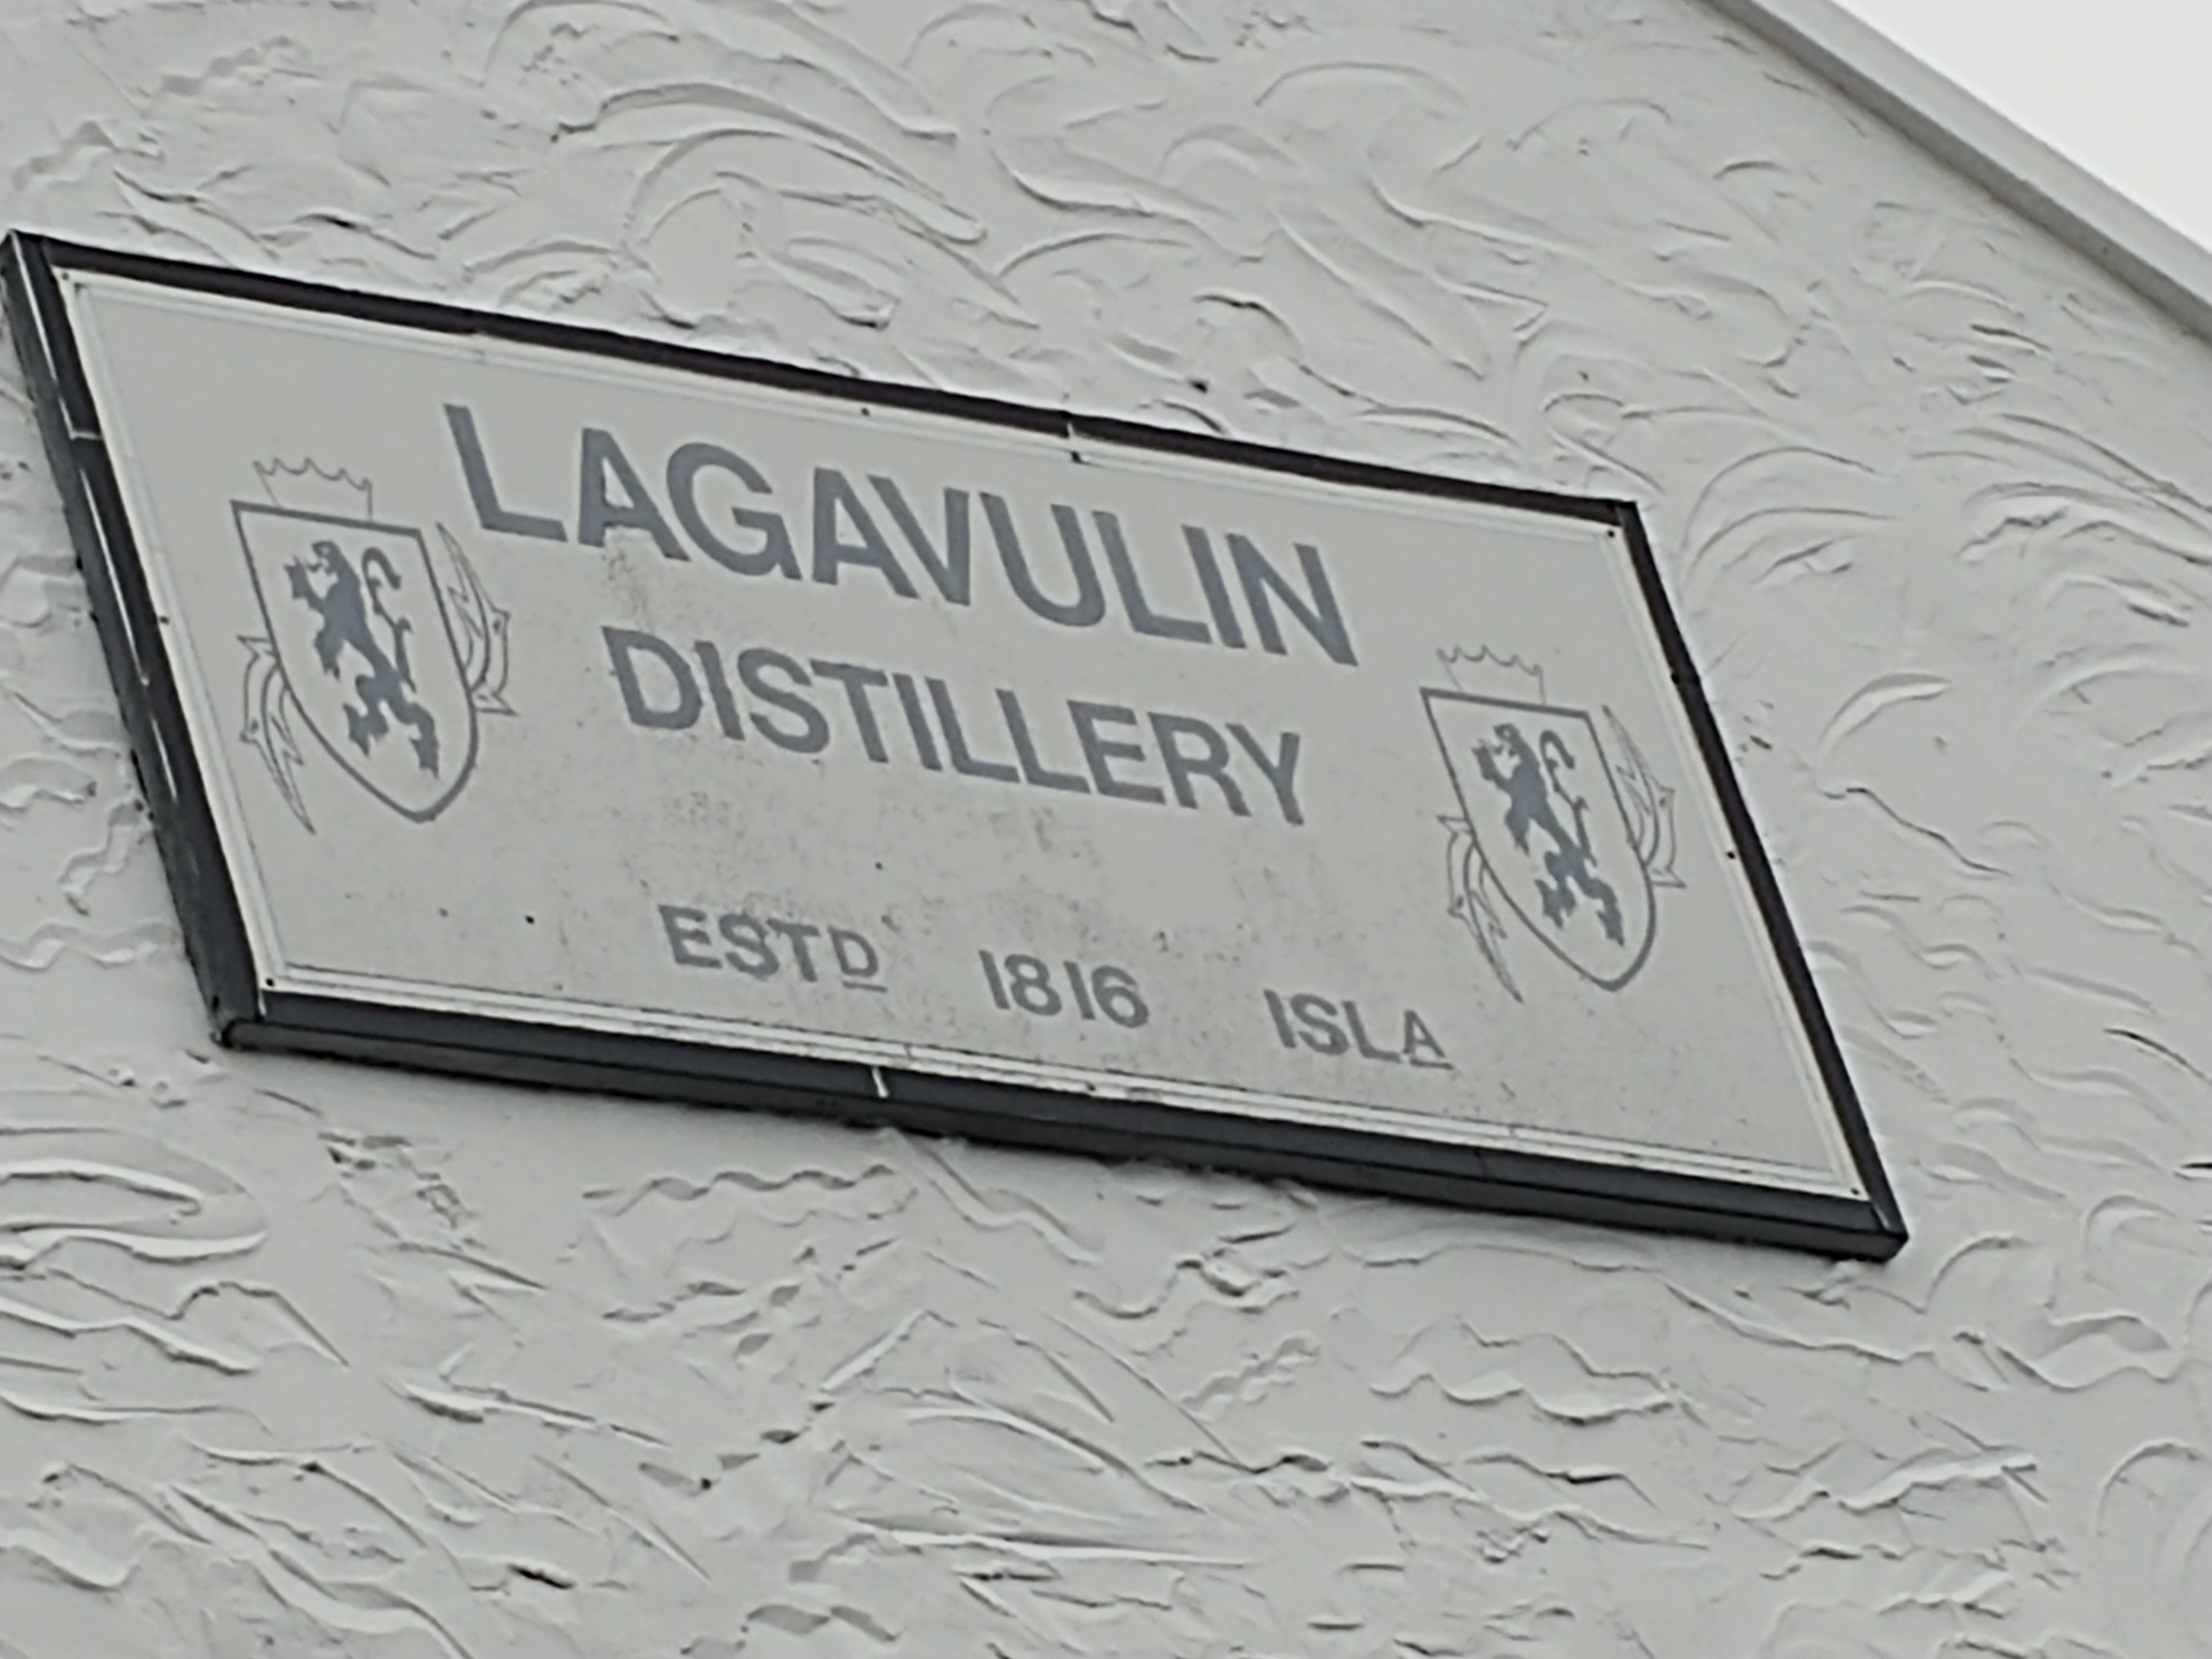 LAGAVULIN
DISTILLERY
ESTD 1816 ISLA